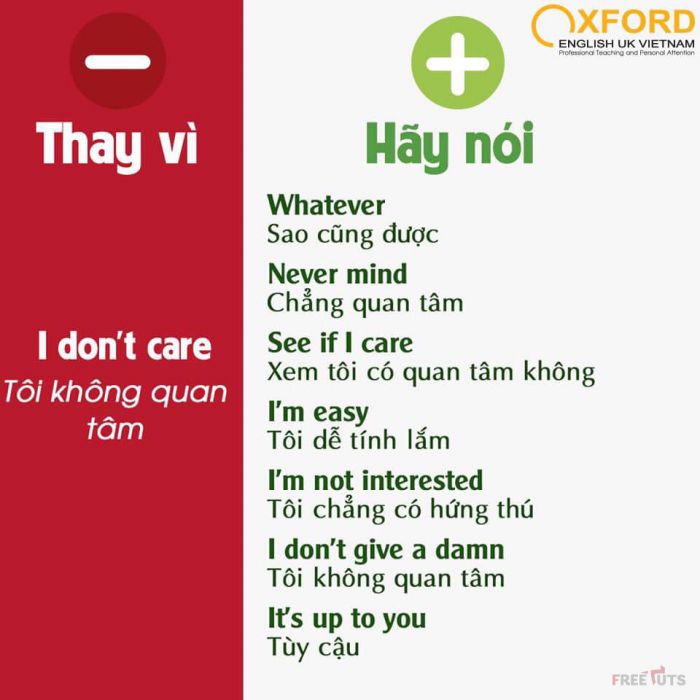 OXFORD
ENGLISH UK VIETNAM
Professional Teaching and Personal Attention
Thay vì
Hãy nói
I don't care
Tôi không quan
tâm
Whatever
Sao cũng được
Never mind
Chẳng quan tâm
See if I care
Xem tôi có quan tâm không
I'm easy
Tôi dễ tính lắm
I'm not interested
Tôi chẳng có hứng thú
I don't give a damn
Tôi không quan tâm
It's up to you
Tùy cậu
FREETUTS